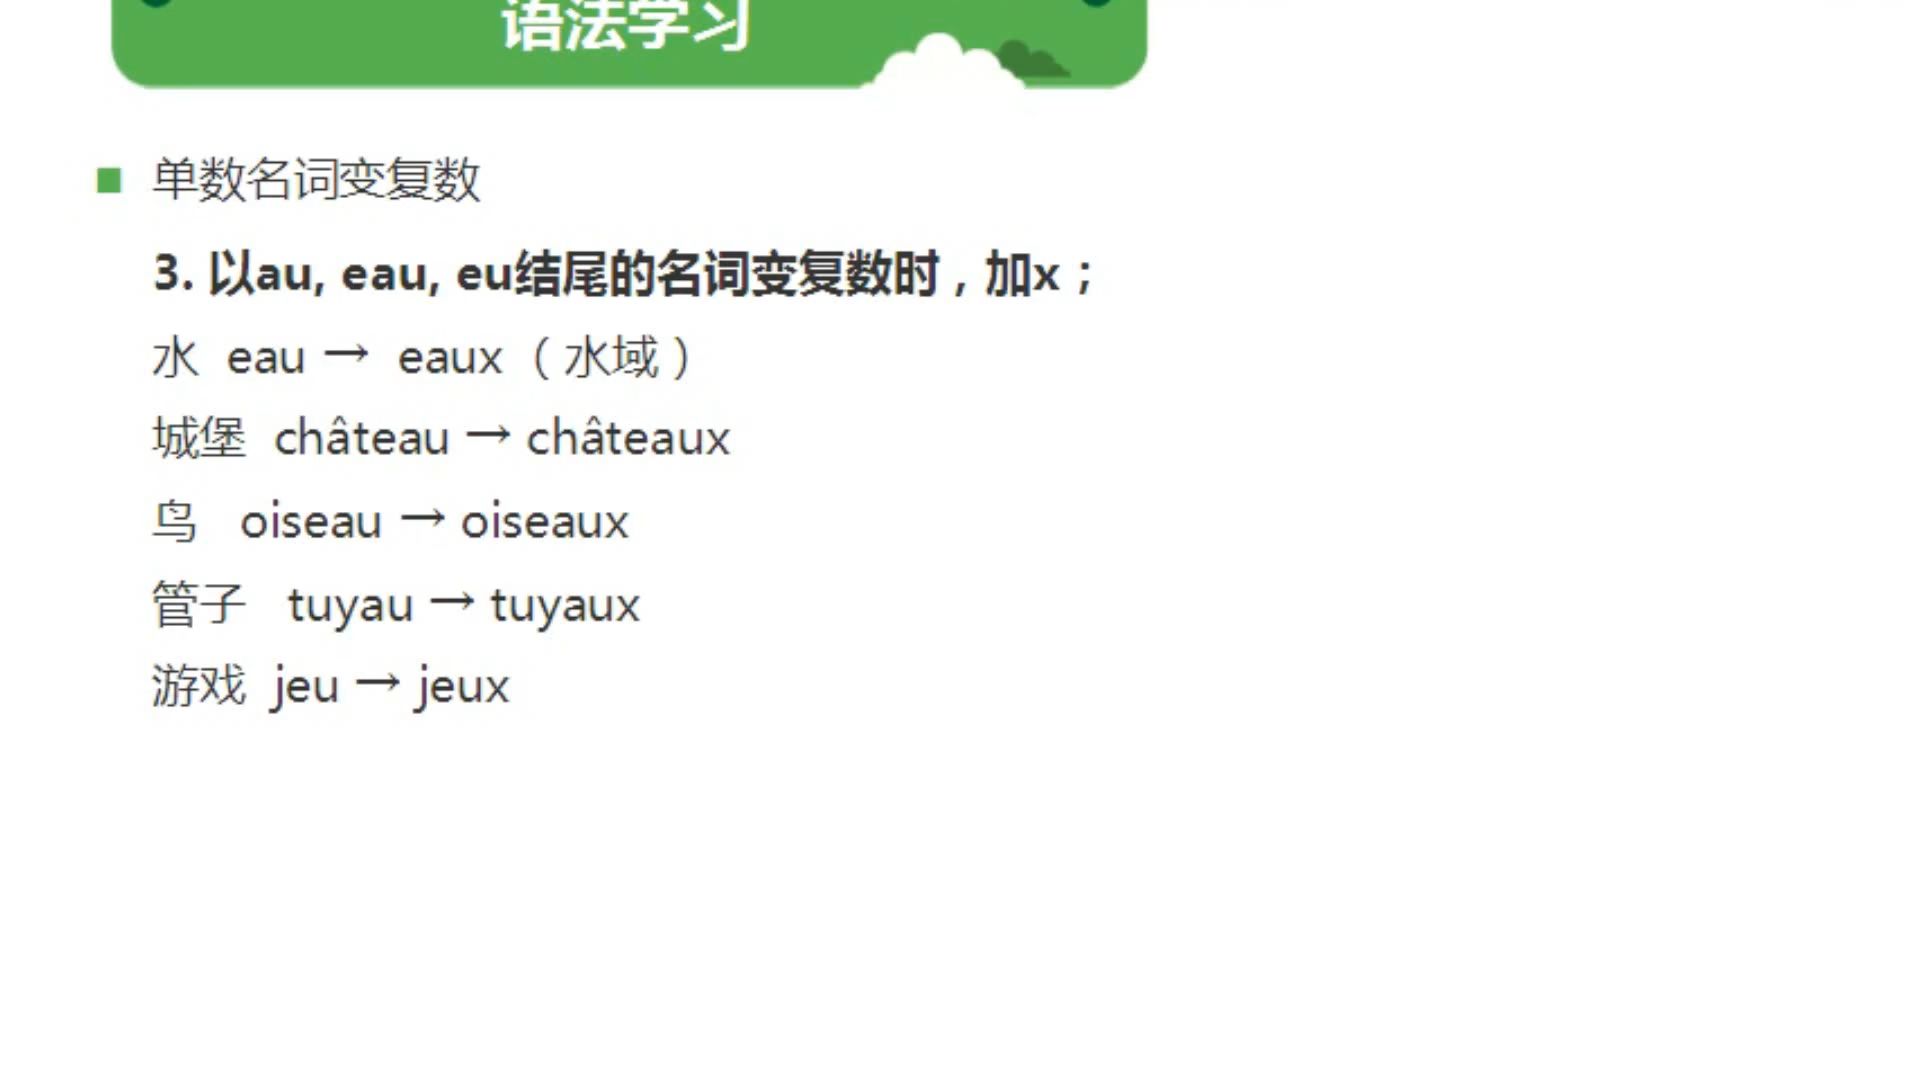 语法学习
单数名词变复数
3. 以au, eau, eu结尾的名词变复数时，加x；
水 eau → eaux （水域）
城堡 château → châteaux
鸟 oiseau → oiseaux
管子 tuyau → tuyaux
游戏 jeu → jeux